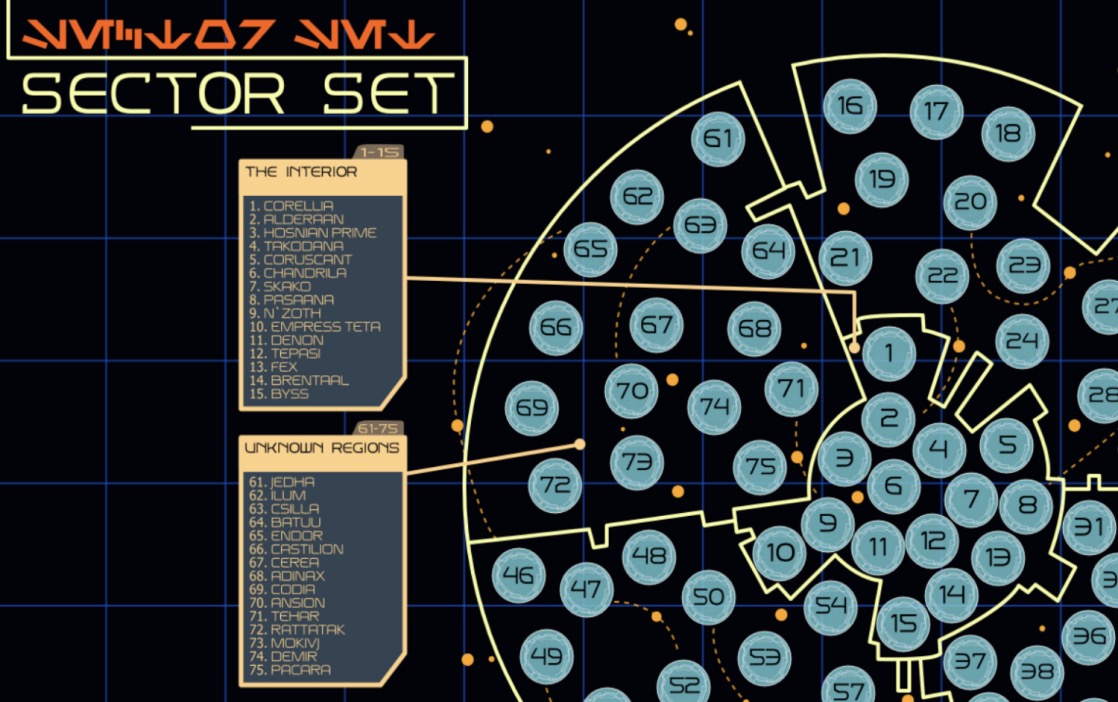 SECTOR SET
1-15
THE INTERIOR
1. CORELLIA
2. ALDERAAN
3. HOSNIAN PRIME
4. TAKODANA
5. CORUSCANT
6. CHANDRILA
7. SKAKO
8. PASAANA
9. N`ZOTH
10. EMPRESS TETA
11. DENON
12. TEPASI
13. FEX
14. BRENTAAL
15. BYSS
61-75
UNKNOWN REGIONS
61. JEDHA
62. ILUM
63. CSILLA
64. BATUU
65. ENDOR
66. CASTILION
67. CEREA
68. ADINAX
69. CODIA
70. ANSION
71. TEHAR
72. RATTATAK
73. MOKIVJ
74. DEMIR
75. PACARA
16
17
18
61
19
62
20
63
65
64
21
23
22
27
66
67
68
24
1
70
71
28
69
74
2
5
4
3
73
75
72
6
7
8
9
31
12
11
10
48
13
46
47
14
50
54
15
36
49
53
37
38
52
57